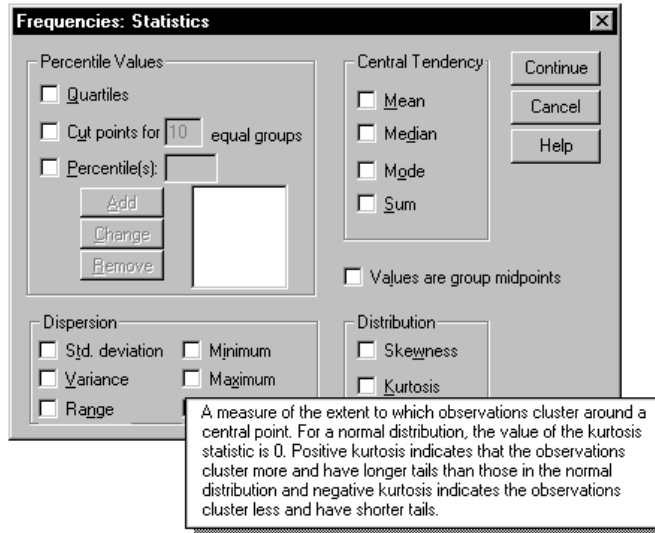 Frequencies: Statistics
Percentile Values
Quartiles
Cut points for 10 equal groups
Percentile(s):
Add
Change
Remove
Central Tendency
Mean
Median
Mode
Sum
Continue
Cancel
Help
Values are group midpoints
Dispersion
Std. deviation
Minimum
Variance
Maximum
Range
Distribution
Skewness
Kurtosis
A measure of the extent to which observations cluster around a
central point. For a normal distribution, the value of the kurtosis
statistic is 0. Positive kurtosis indicates that the observations
cluster more and have longer tails than those in the normal
distribution and negative kurtosis indicates the observations
cluster less and have shorter tails.